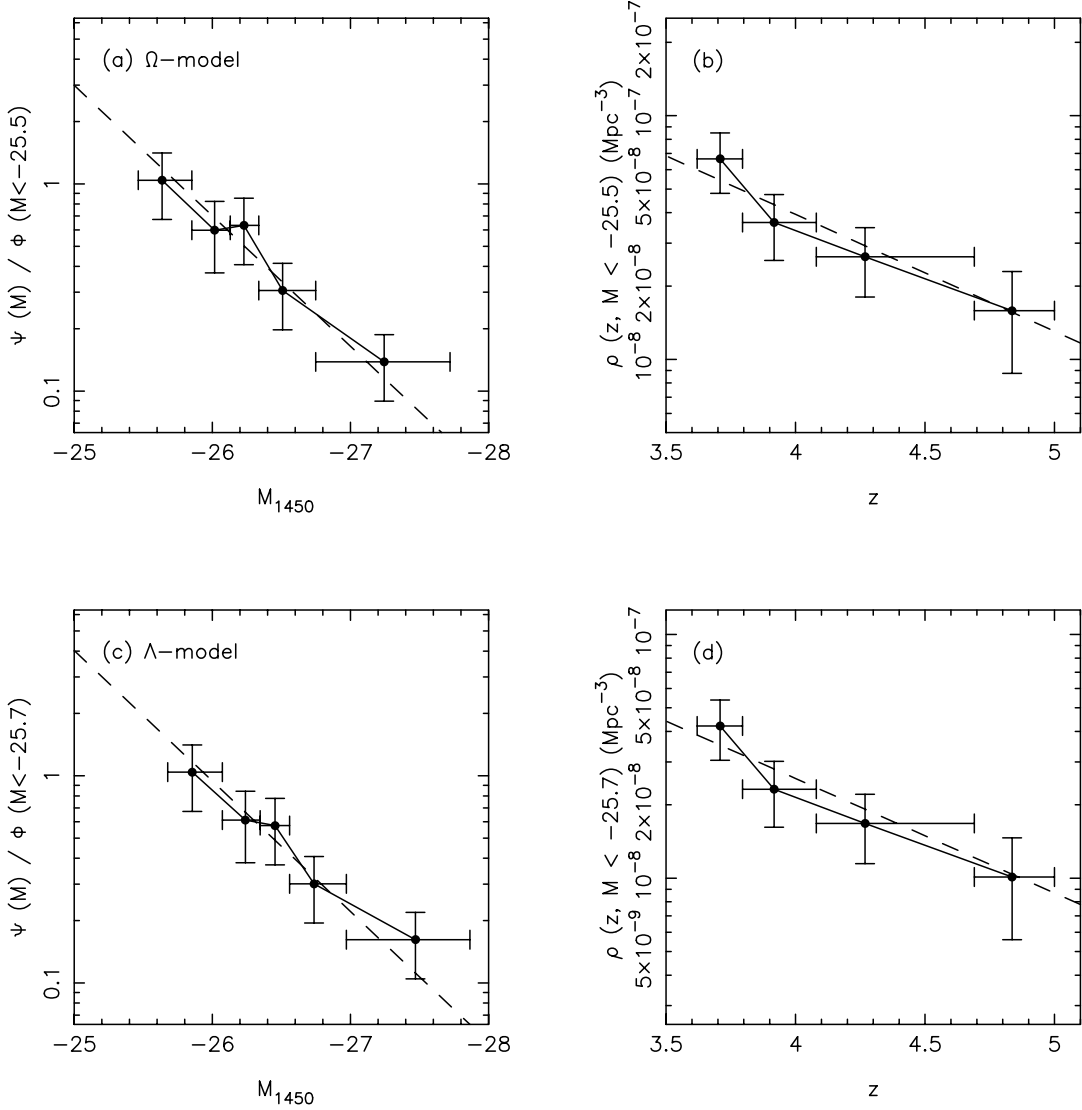 (a) Ω−model
Ψ (M) / Φ (M<−25.5)
1
0.1
−25 −26 −27 −28
M1450
(b)
ρ (z, M < −25.5) (Mpc−3)
2×10−7
10−7
5×10−8
2×10−8
10−8
3.5 4 4.5 5
z
(c) Λ−model
Ψ (M) / Φ (M<−25.7)
1
0.1
−25 −26 −27 −28
M1450
(d)
ρ (z, M < −25.7) (Mpc−3)
10−7
5×10−8
2×10−8
10−8
5×10−9
3.5 4 4.5 5
z